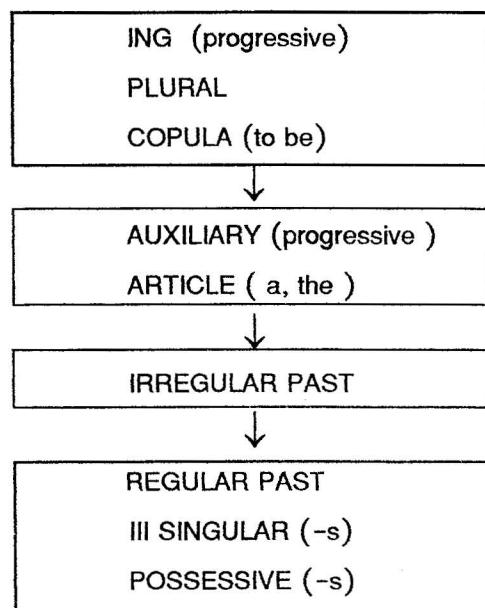 ING (progressive)
PLURAL
COPULA (to be)
AUXILIARY (progressive )
ARTICLE ( a, the )
IRREGULAR PAST
REGULAR PAST
III SINGULAR (-s)
POSSESSIVE (-s)